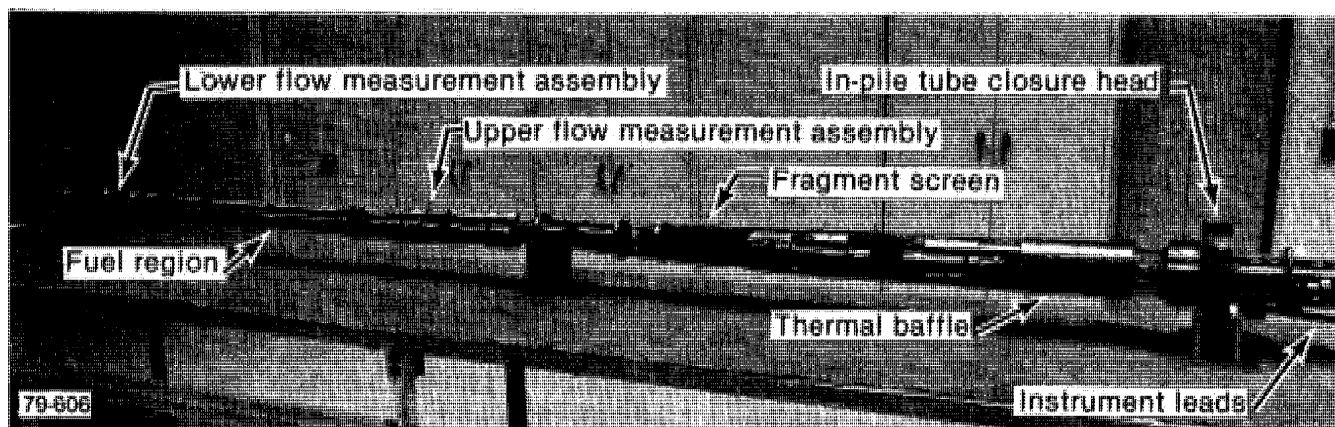 Lower flow measurement assembly
In-pile tube closure head
Upper flow measurement assembly
Fragment screen
Fuel region
Thermal baffle
Instrument leads
79-606